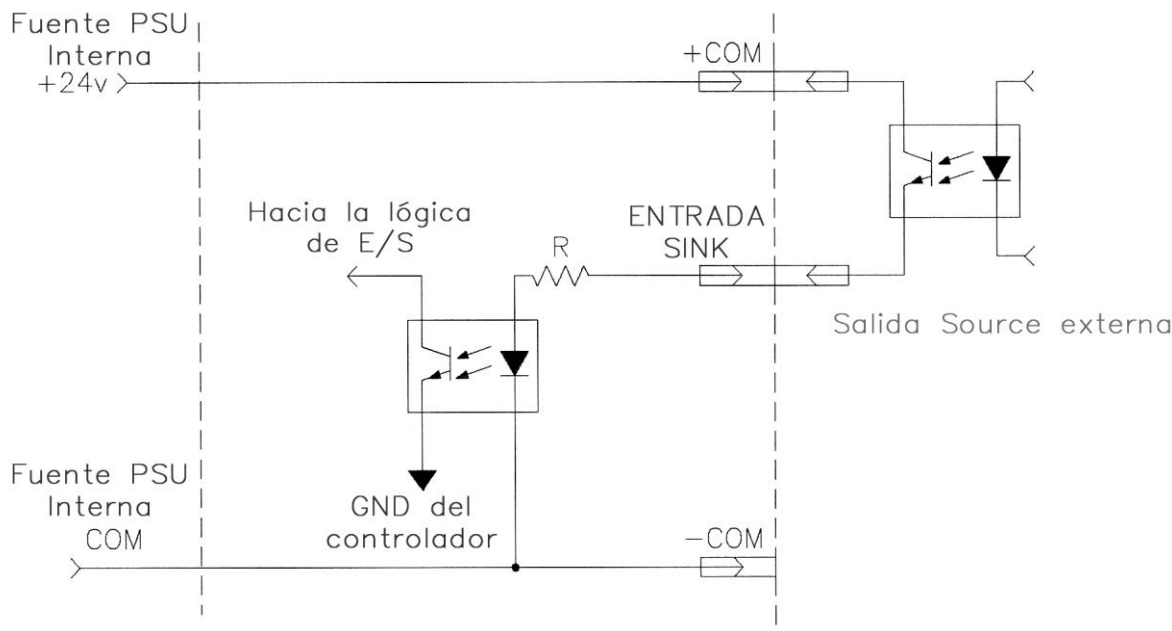 Fuente PSU
Interna
+24v
+COM
Hacia la lógica
de E/S
R
ENTRADA
SINK
Salida Source externa
Fuente PSU
Interna
COM
GND del
controlador
-COM